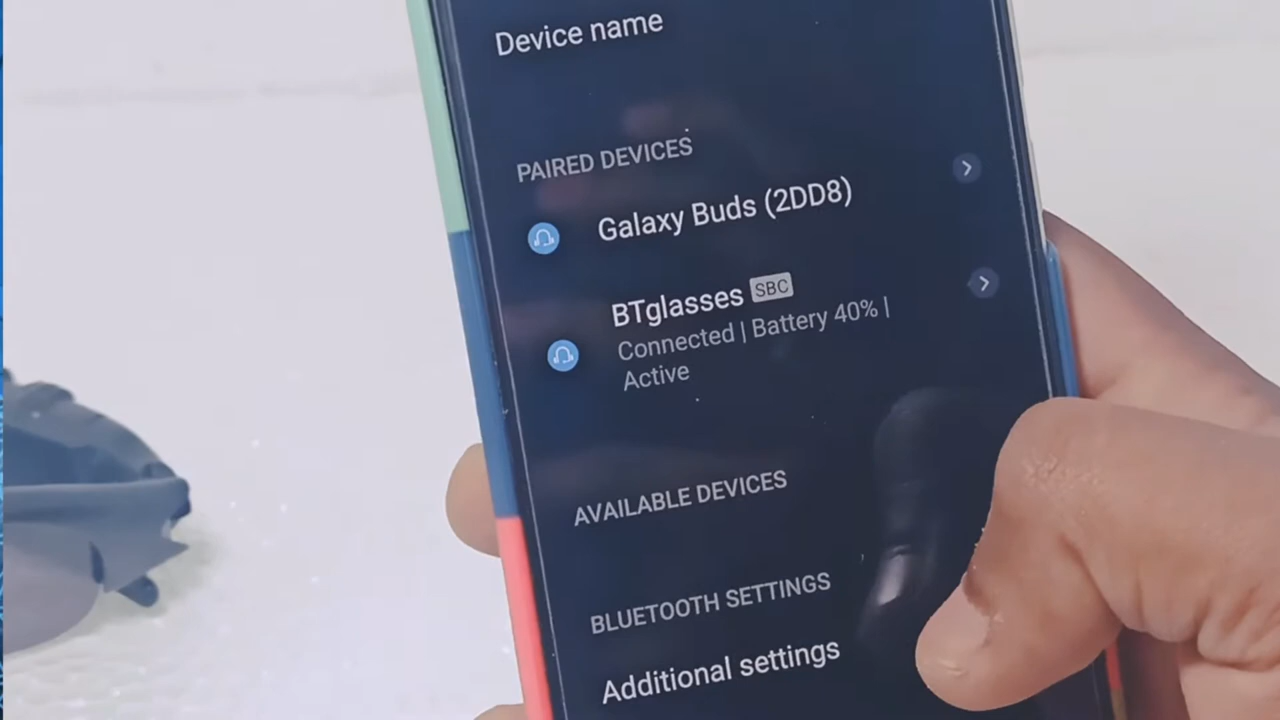 Device name
PAIRED DEVICES
Galaxy Buds (2DD8)
BTglasses SBC
Connected | Battery 40% |
Active
AVAILABLE DEVICES
BLUETOOTH SETTINGS
Additional settings